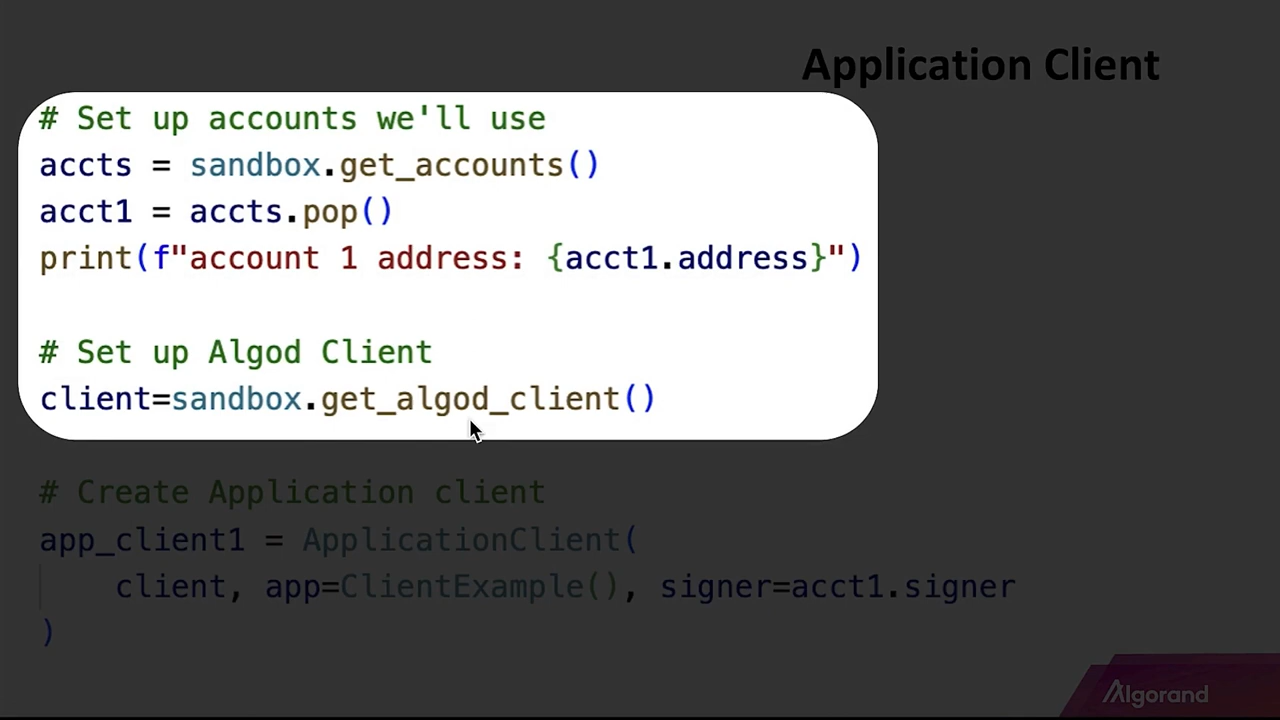 Application Client
# Set up accounts we'll use
accts = sandbox.get_accounts()
acct1 = accts.pop()
print(f"account 1 address: {acct1.address}")
# Set up Algod Client
client=sandbox.get_algod_client()
# Create Application client
app_client1 = ApplicationClient(
    client, app=ClientExample(), signer=acct1.signer
)
Algorand